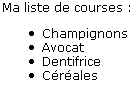 Ma liste de courses :
• Champignons
• Avocat
• Dentifrice
• Céréales